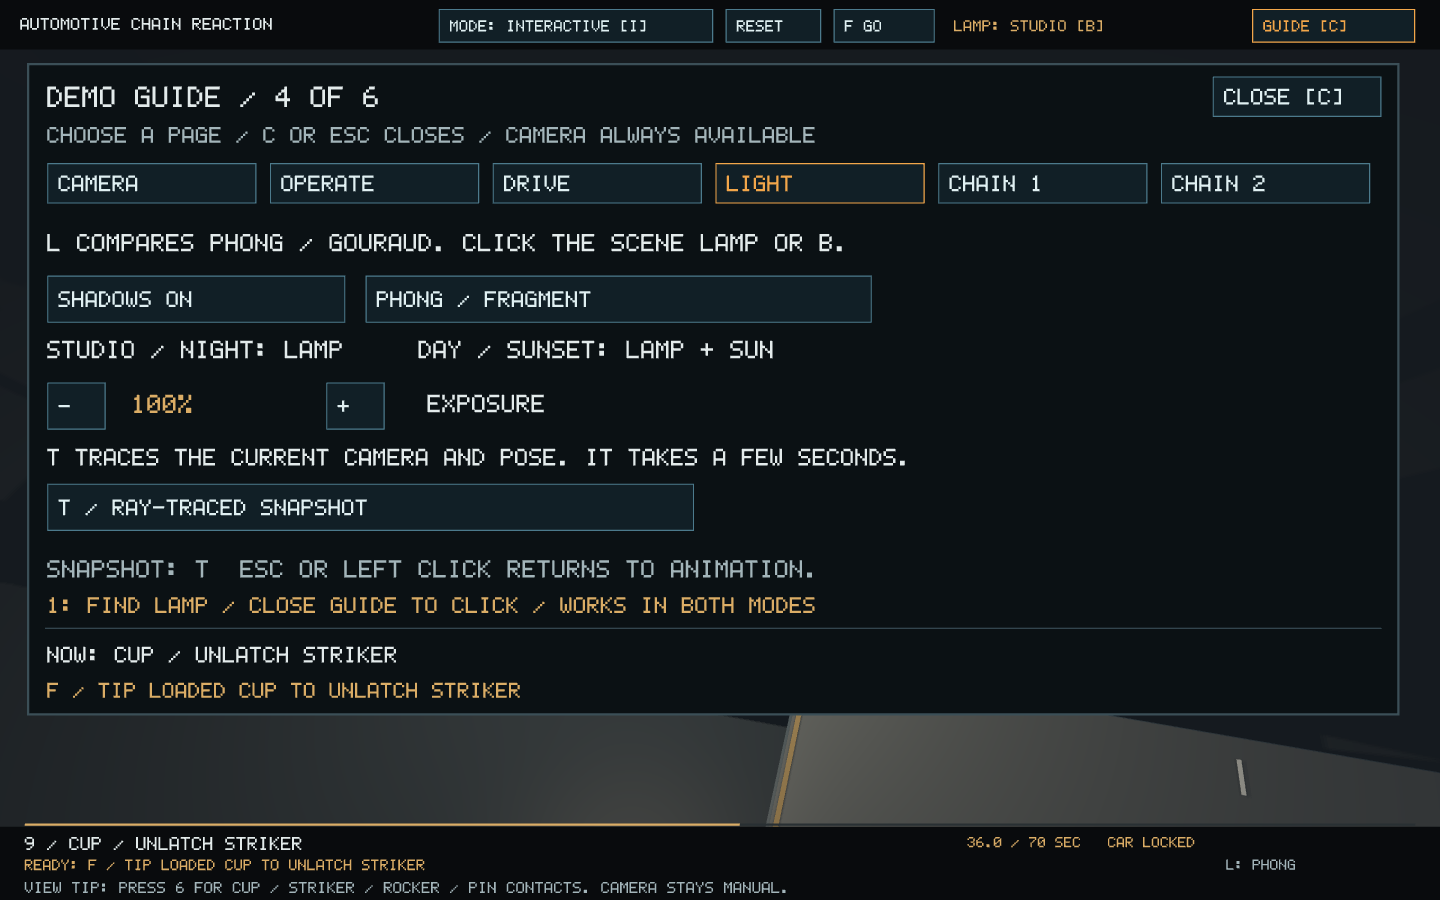 AUTOMOTIVE CHAIN REACTION
MODE: INTERACTIVE [I]
RESET
F GO
LAMP: STUDIO [B]
GUIDE [C]
DEMO GUIDE / 4 OF 6
CLOSE [C]
CHOOSE A PAGE / C OR ESC CLOSES / CAMERA ALWAYS AVAILABLE
CAMERA
OPERATE
DRIVE
LIGHT
CHAIN 1
CHAIN 2
L COMPARES PHONG / GOURAUD. CLICK THE SCENE LAMP OR B.
SHADOWS ON
PHONG / FRAGMENT
STUDIO / NIGHT: LAMP
DAY / SUNSET: LAMP + SUN
-
100%
+
EXPOSURE
T TRACES THE CURRENT CAMERA AND POSE. IT TAKES A FEW SECONDS.
T / RAY-TRACED SNAPSHOT
SNAPSHOT: T  ESC OR LEFT CLICK RETURNS TO ANIMATION.
1: FIND LAMP / CLOSE GUIDE TO CLICK / WORKS IN BOTH MODES
NOW: CUP / UNLATCH STRIKER
F / TIP LOADED CUP TO UNLATCH STRIKER
9 / CUP / UNLATCH STRIKER
36.0 / 70 SEC
CAR LOCKED
READY: F / TIP LOADED CUP TO UNLATCH STRIKER
L: PHONG
VIEW TIP: PRESS 6 FOR CUP / STRIKER / ROCKER / PIN CONTACTS. CAMERA STAYS MANUAL.